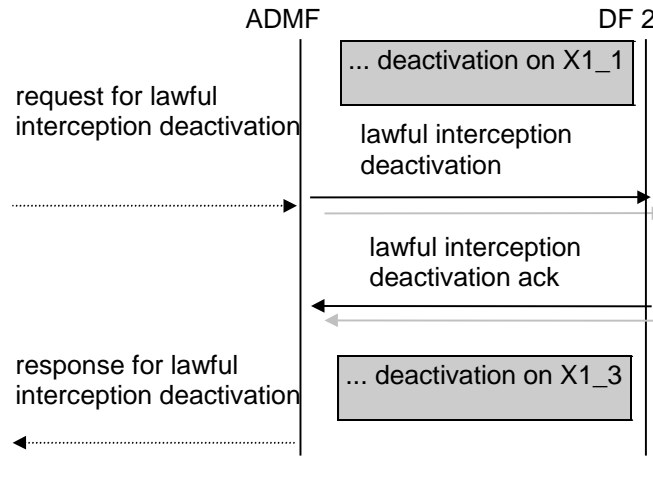 ADMF
DF 2
... deactivation on X1_1
request for lawful
interception deactivation
lawful interception
deactivation
lawful interception
deactivation ack
response for lawful
interception deactivation
... deactivation on X1_3